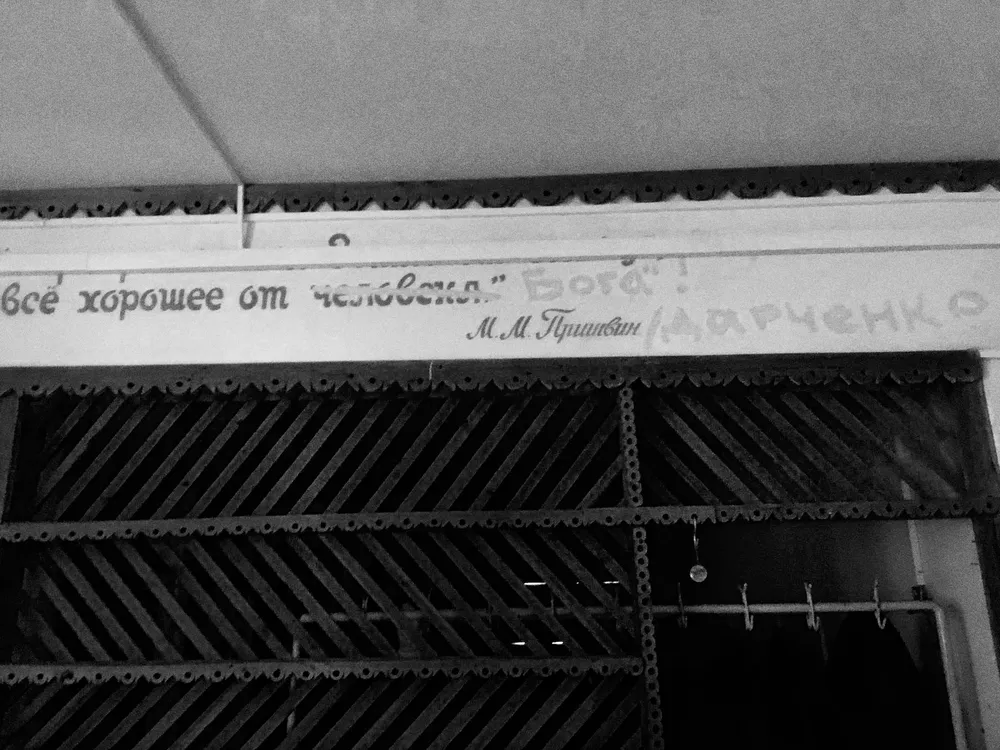 всё хорошее от человека." Бога"!
М.М. Пришвин /Дарченко